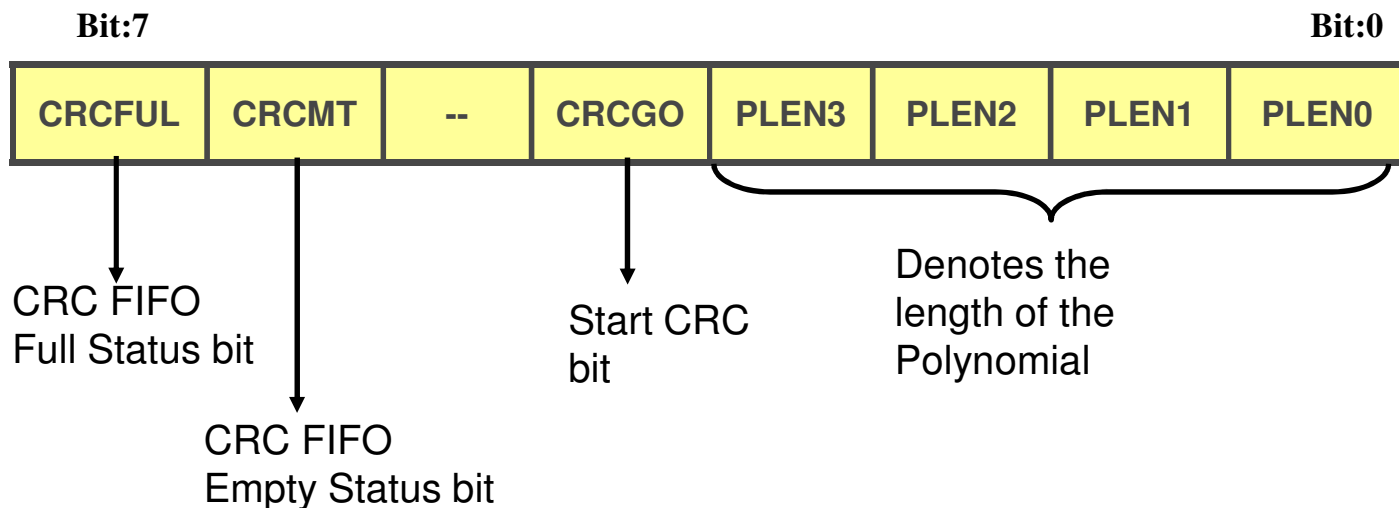 Bit:7 Bit:0
CRCFUL CRCMT -- CRCGO PLEN3 PLEN2 PLEN1 PLEN0
CRC FIFO
Full Status bit
CRC FIFO
Empty Status bit
Start CRC
bit
Denotes the
length of the
Polynomial